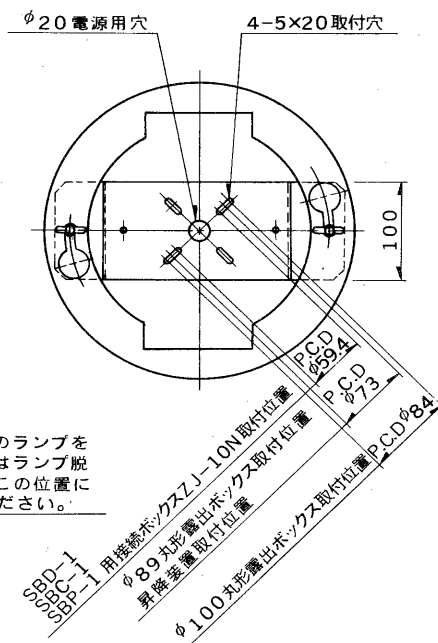 φ20電源用穴
4-5×20取付穴
100
P.C.D
φ59.4
P.C.D
φ73
P.C.Dφ84
のランプを
はランプ脱
この位置に
ださい。
SBD-1
SBC-1
SBP-1
用接続ボックスZJ-10N取付位置
φ89丸形露出ボックス取付位置
昇降装置取付位置
φ100丸形露出ボックス取付位置